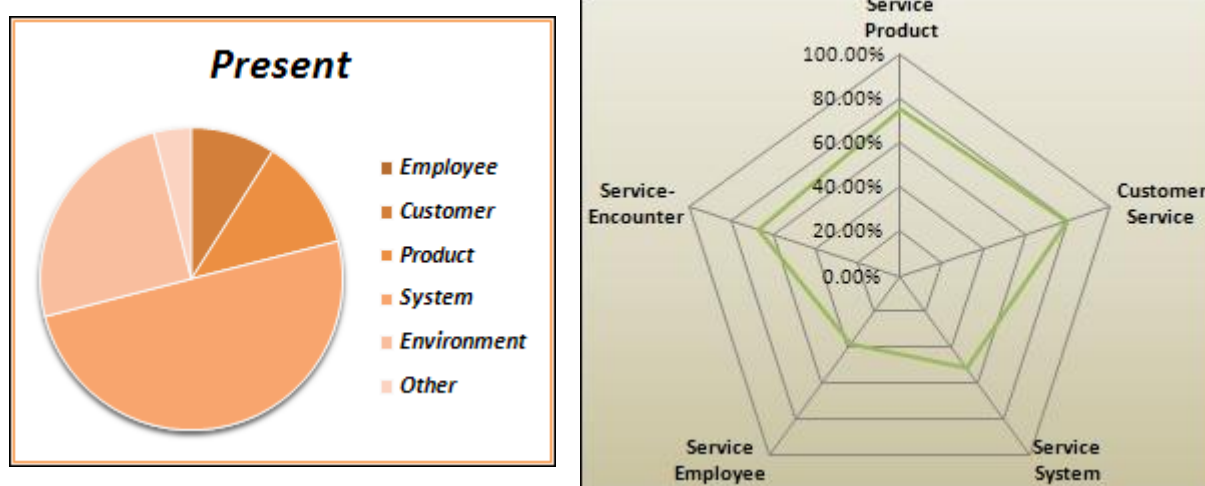 Present
Employee
Customer
Product
System
Environment
Other
Service
Product
100.00%
80.00%
60.00%
40.00%
20.00%
0.00%
Service-
Encounter
Customer
Service
Service
Employee
Service
System